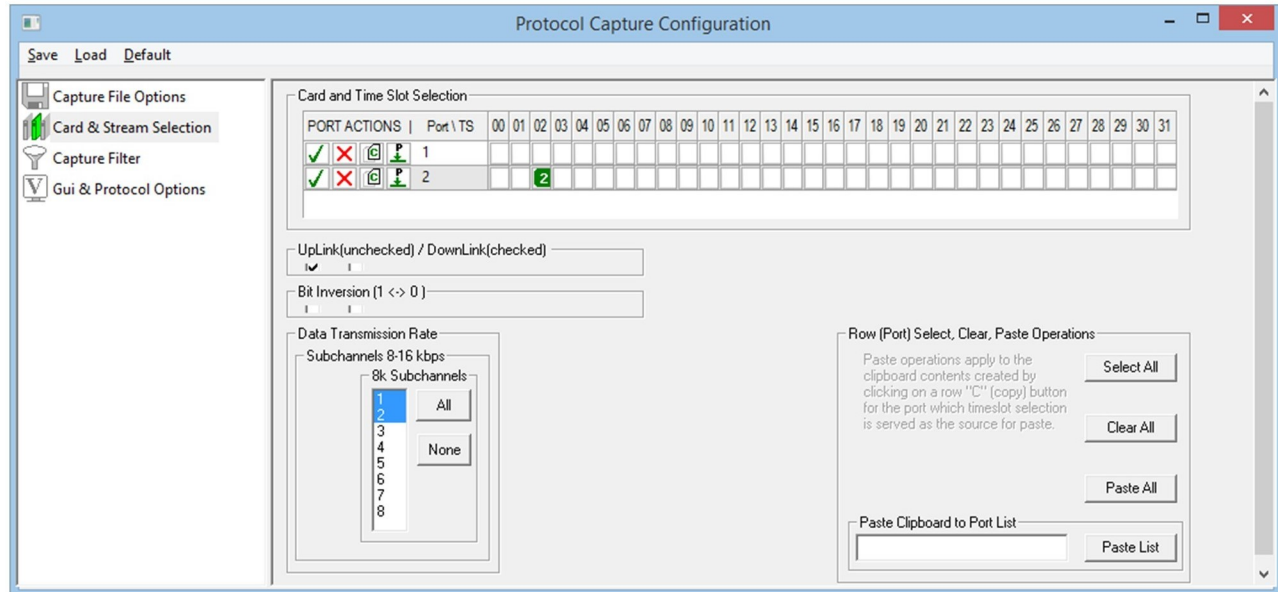 Protocol Capture Configuration
Save Load Default
Capture File Options
Card & Stream Selection
Capture Filter
V Gui & Protocol Options
Card and Time Slot Selection
PORT ACTIONS | Port \ TS 00 01 02 03 04 05 06 07 08 09 10 11 12 13 14 15 16 17 18 19 20 21 22 23 24 25 26 27 28 29 30 31
C P 1
C P 2 2
UpLink(unchecked) / DownLink(checked)
Bit Inversion (1 <-> 0 )
Data Transmission Rate
Subchannels 8-16 kbps
8k Subchannels
1
2
3
4
5
6
7
8
All
None
Row (Port) Select, Clear, Paste Operations
Paste operations apply to the
clipboard contents created by
clicking on a row "C" (copy) button
for the port which timeslot selection
is served as the source for paste.
Select All
Clear All
Paste All
Paste Clipboard to Port List
Paste List